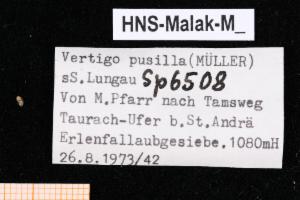 HNS-Malak-M_
Vertigo pusilla(MÜLLER)
sS.Lungau Sp6508
Von M.Pfarr nach Tamsweg
Taurach-Ufer b.St.Andrä
Erlenfallaubgesiebe.1080mH
26.8.1973/42